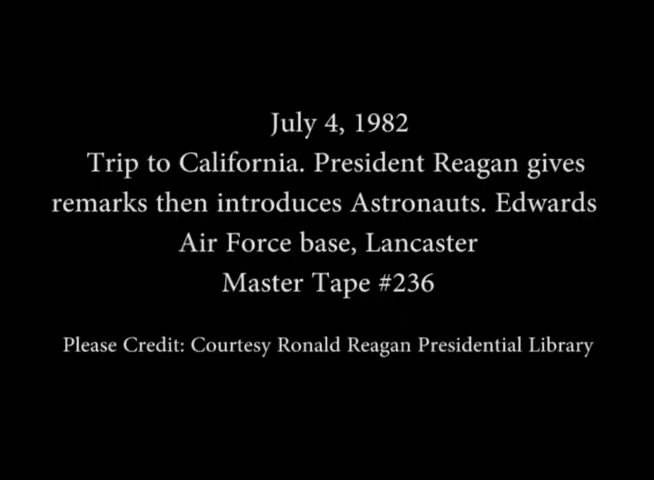 July 4, 1982
Trip to California. President Reagan gives
remarks then introduces Astronauts. Edwards
Air Force base, Lancaster
Master Tape #236
Please Credit: Courtesy Ronald Reagan Presidential Library